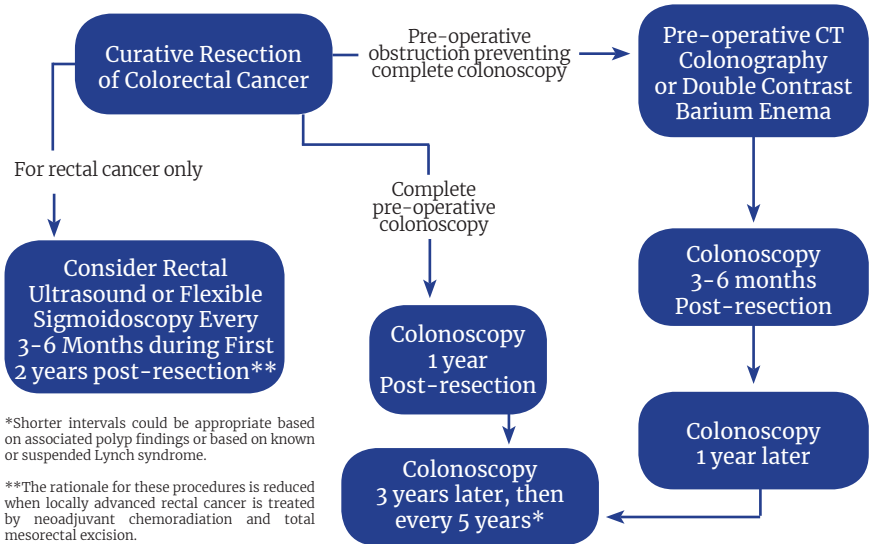 Curative Resection
of Colorectal Cancer
Pre-operative
obstruction preventing
complete colonoscopy
Pre-operative CT
Colonography
or Double Contrast
Barium Enema
For rectal cancer only
Consider Rectal
Ultrasound or Flexible
Sigmoidoscopy Every
3-6 Months during First
2 years post-resection**
Complete
pre-operative
colonoscopy
Colonoscopy
1 year
Post-resection
Colonoscopy
3-6 months
Post-resection
Colonoscopy
1 year later
Colonoscopy
3 years later, then
every 5 years*
*Shorter intervals could be appropriate based
on associated polyp findings or based on known
or suspended Lynch syndrome.
**The rationale for these procedures is reduced
when locally advanced rectal cancer is treated
by neoadjuvant chemoradiation and total
mesorectal excision.